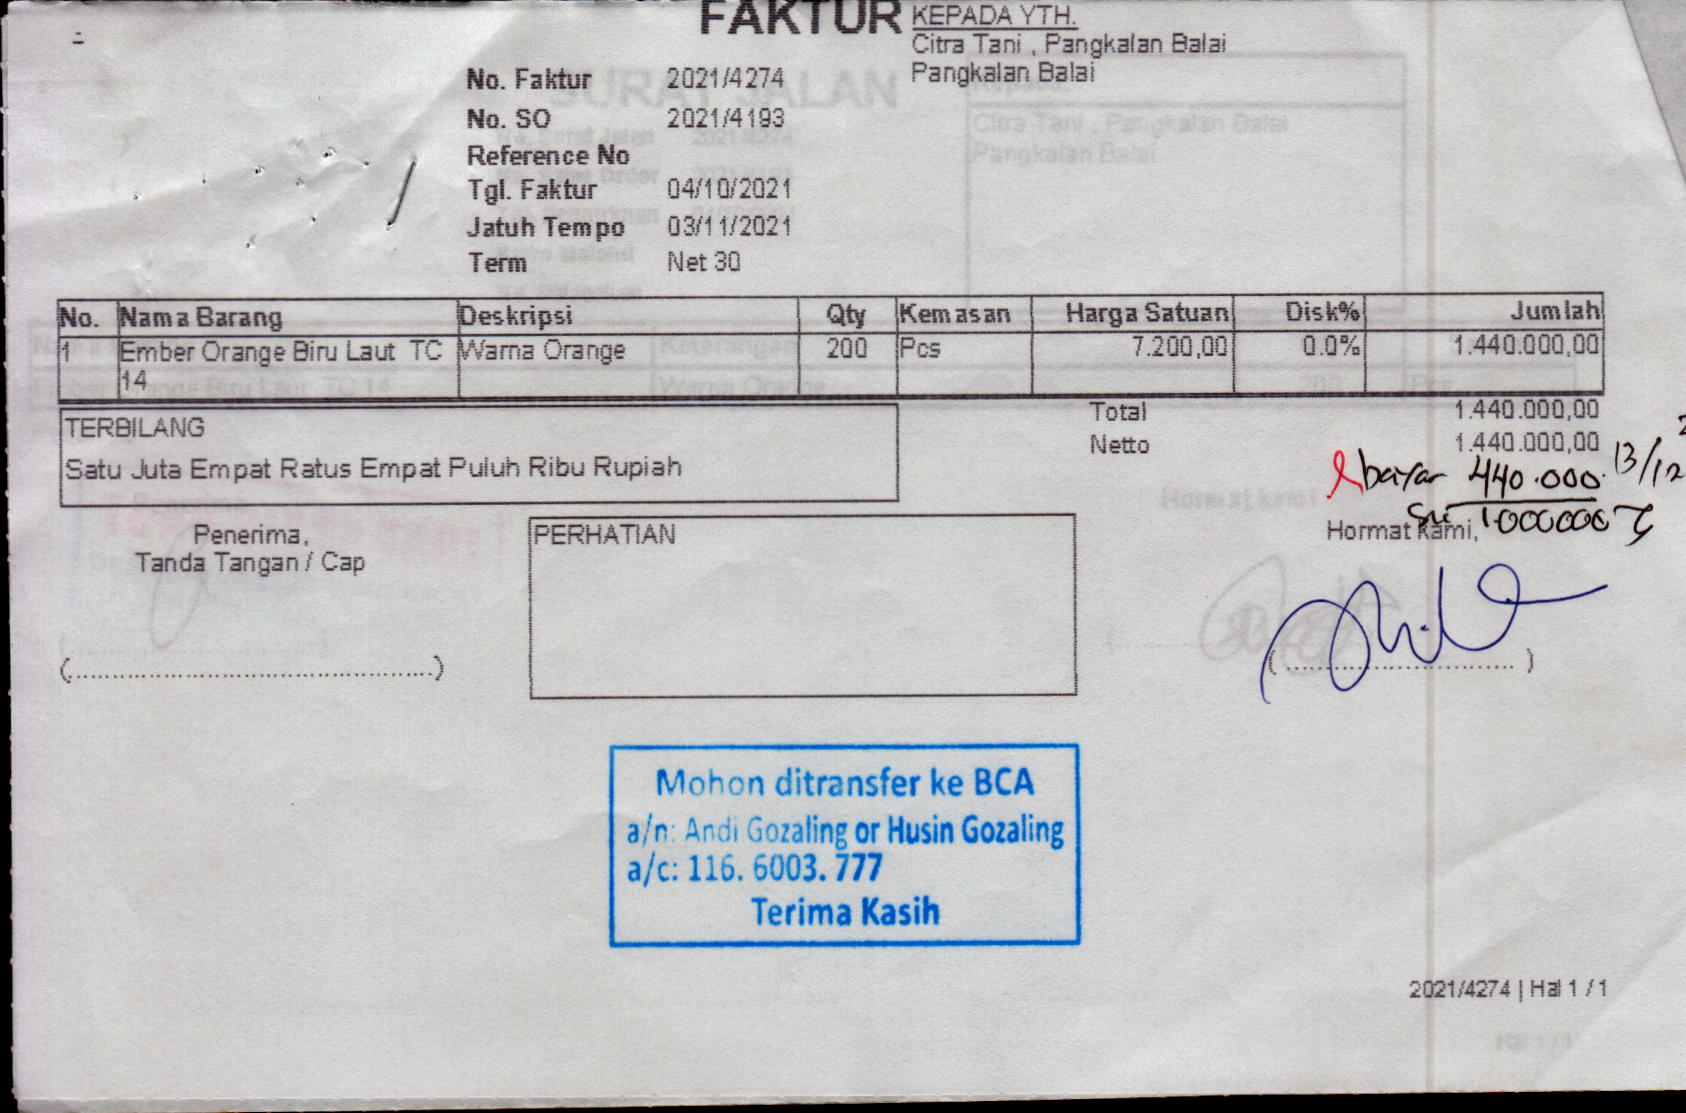 FAKTUR
KEPADA YTH.
Citra Tani , Pangkalan Balai
Pangkalan Balai
No. Faktur 2021/4274
No. SO 2021/4193
Reference No
Tgl. Faktur 04/10/2021
Jatuh Tempo 03/11/2021
Term Net 30
No. Nama Barang Deskripsi Qty Kemasan Harga Satuan Disk% Jumlah
1 Ember Orange Biru Laut TC Warna Orange 200 Pcs 7.200,00 0.0% 1.440.000,00
14
Total 1.440.000,00
Netto 1.440.000,00
TERBILANG
Satu Juta Empat Ratus Empat Puluh Ribu Rupiah
bayar 440.000. 13/12
1000000
Penerima,
Tanda Tangan / Cap
PERHATIAN
Hormat kami,
(..................................................)
(..................................)
Mohon ditransfer ke BCA
a/n: Andi Gozaling or Husin Gozaling
a/c: 116. 6003. 777
Terima Kasih
2021/4274 | Hal 1 / 1